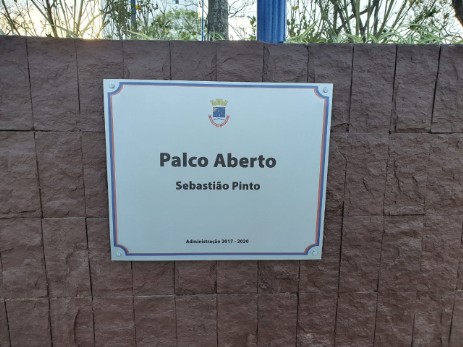 Palco Aberto
Sebastião Pinto
Administração 2017 - 2020